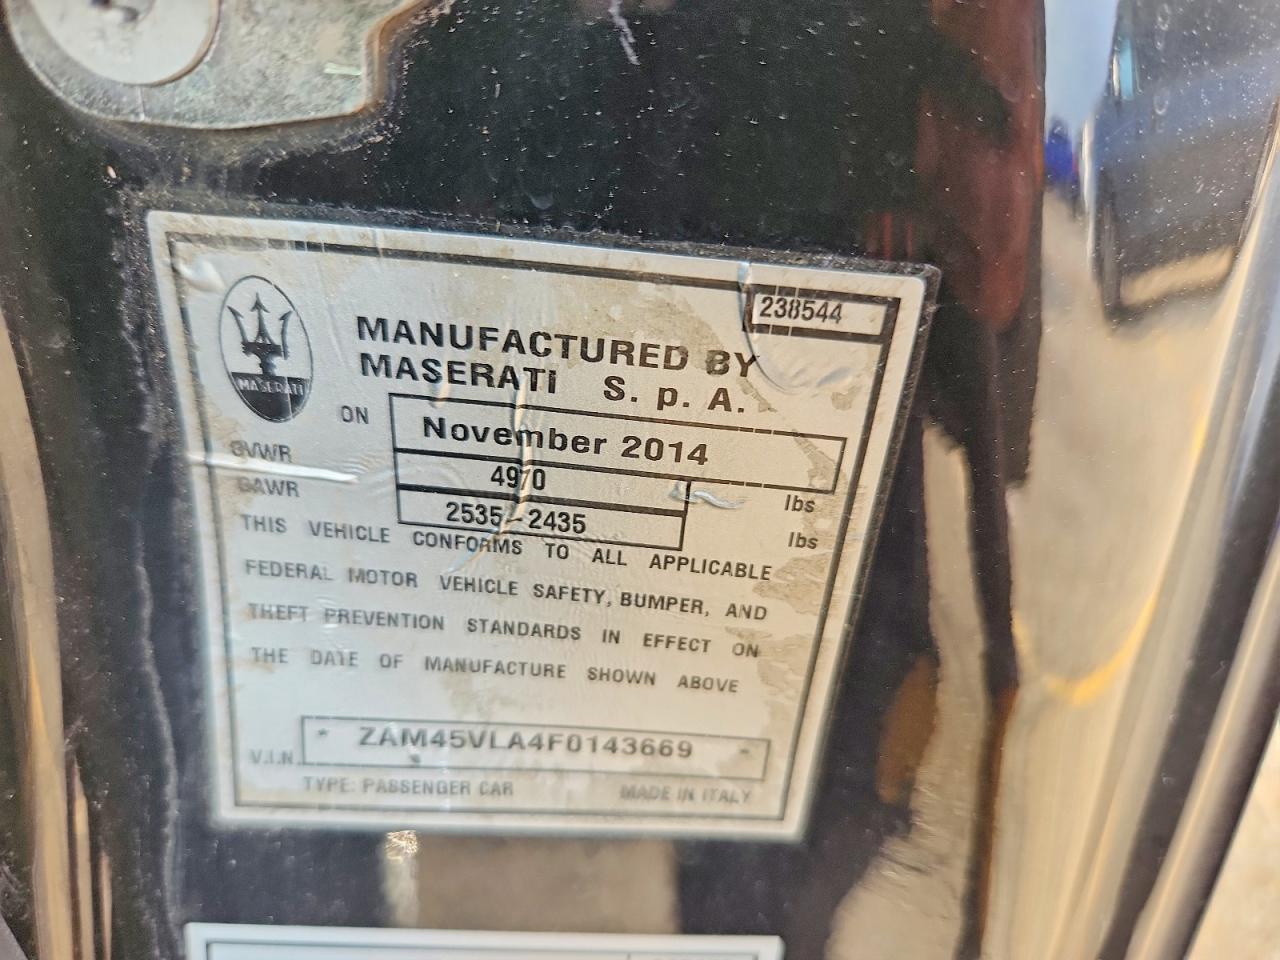 238544
MANUFACTURED BY
MASERATI S. p. A.
MASERATI
ON November 2014
GVWR 4970 lbs
GAWR 2535-2435 lbs
THIS VEHICLE CONFORMS TO ALL APPLICABLE
FEDERAL MOTOR VEHICLE SAFETY, BUMPER, AND
THEFT PREVENTION STANDARDS IN EFFECT ON
THE DATE OF MANUFACTURE SHOWN ABOVE
V.I.N. * ZAM45VLA4F0143669 *
TYPE: PASSENGER CAR MADE IN ITALY